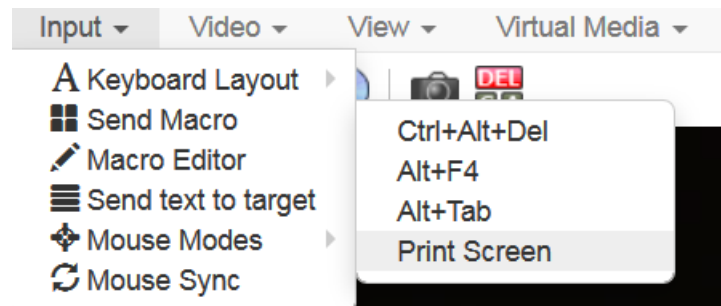 Input Video View Virtual Media
A Keyboard Layout
DEL
Send Macro
Ctrl+Alt+Del
Macro Editor
Alt+F4
Send text to target
Alt+Tab
Mouse Modes
Print Screen
Mouse Sync